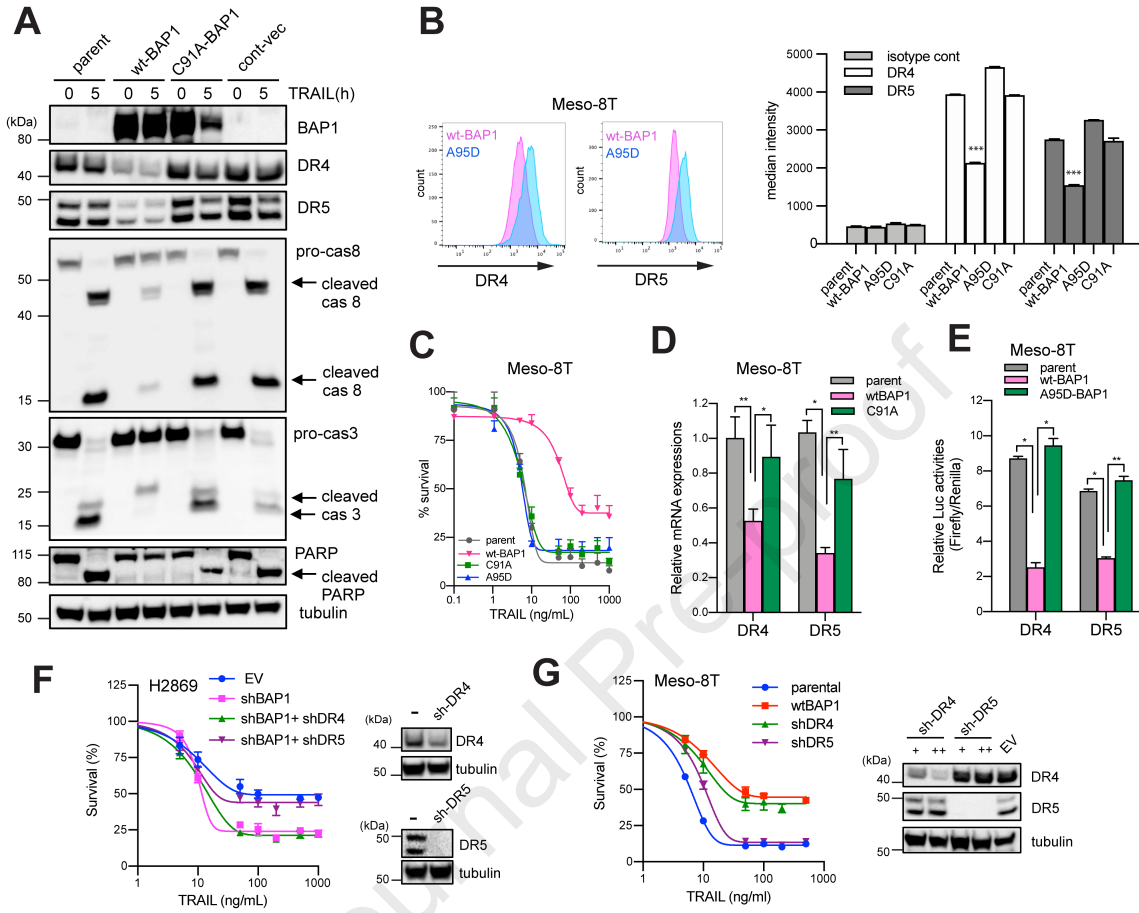 A
parent
wt-BAP1
C91A-BAP1
cont-vec
0 5 0 5 0 5 0 5 TRAIL(h)
(kDa)
80
BAP1
40
DR4
50
DR5
pro-cas8
50
cleaved
cas 8
40
cleaved
cas 8
15
pro-cas3
30
25
cleaved
cas 3
15
115
PARP
80
cleaved
PARP
50
tubulin
B
Meso-8T
wt-BAP1
A95D
count
DR4
wt-BAP1
A95D
count
DR5
isotype cont
DR4
DR5
median intensity
5000
4000
3000
2000
1000
0
***
***
parent
wt-BAP1
A95D
C91A
parent
wt-BAP1
A95D
C91A
parent
wt-BAP1
A95D
C91A
C
Meso-8T
% survival
100
75
50
25
0
parent
wt-BAP1
C91A
A95D
0.1 1 10 100 1000
TRAIL (ng/mL)
D
Meso-8T
parent
wtBAP1
C91A
Relative mRNA expressions
1.2
1.0
0.8
0.6
0.4
0.2
0.0
** * * **
DR4 DR5
E
Meso-8T
parent
wt-BAP1
A95D-BAP1
Relative Luc activities
(Firefly/Renilla)
12
9
6
3
0
* * * **
DR4 DR5
F
H2869
EV
shBAP1
shBAP1+ shDR4
shBAP1+ shDR5
Survival (%)
125
100
75
50
25
0
1 10 100 1000
TRAIL (ng/mL)
– sh-DR4
(kDa)
40
DR4
50
tubulin
– sh-DR5
(kDa)
50
DR5
50
tubulin
G
Meso-8T
parental
wtBAP1
shDR4
shDR5
Survival (%)
125
100
75
50
25
0
1 10 100 1000
TRAIL (ng/ml)
sh-DR4
sh-DR5
EV
+ ++ + ++
(kDa)
40
DR4
50
DR5
50
tubulin
Journal Pre-proof